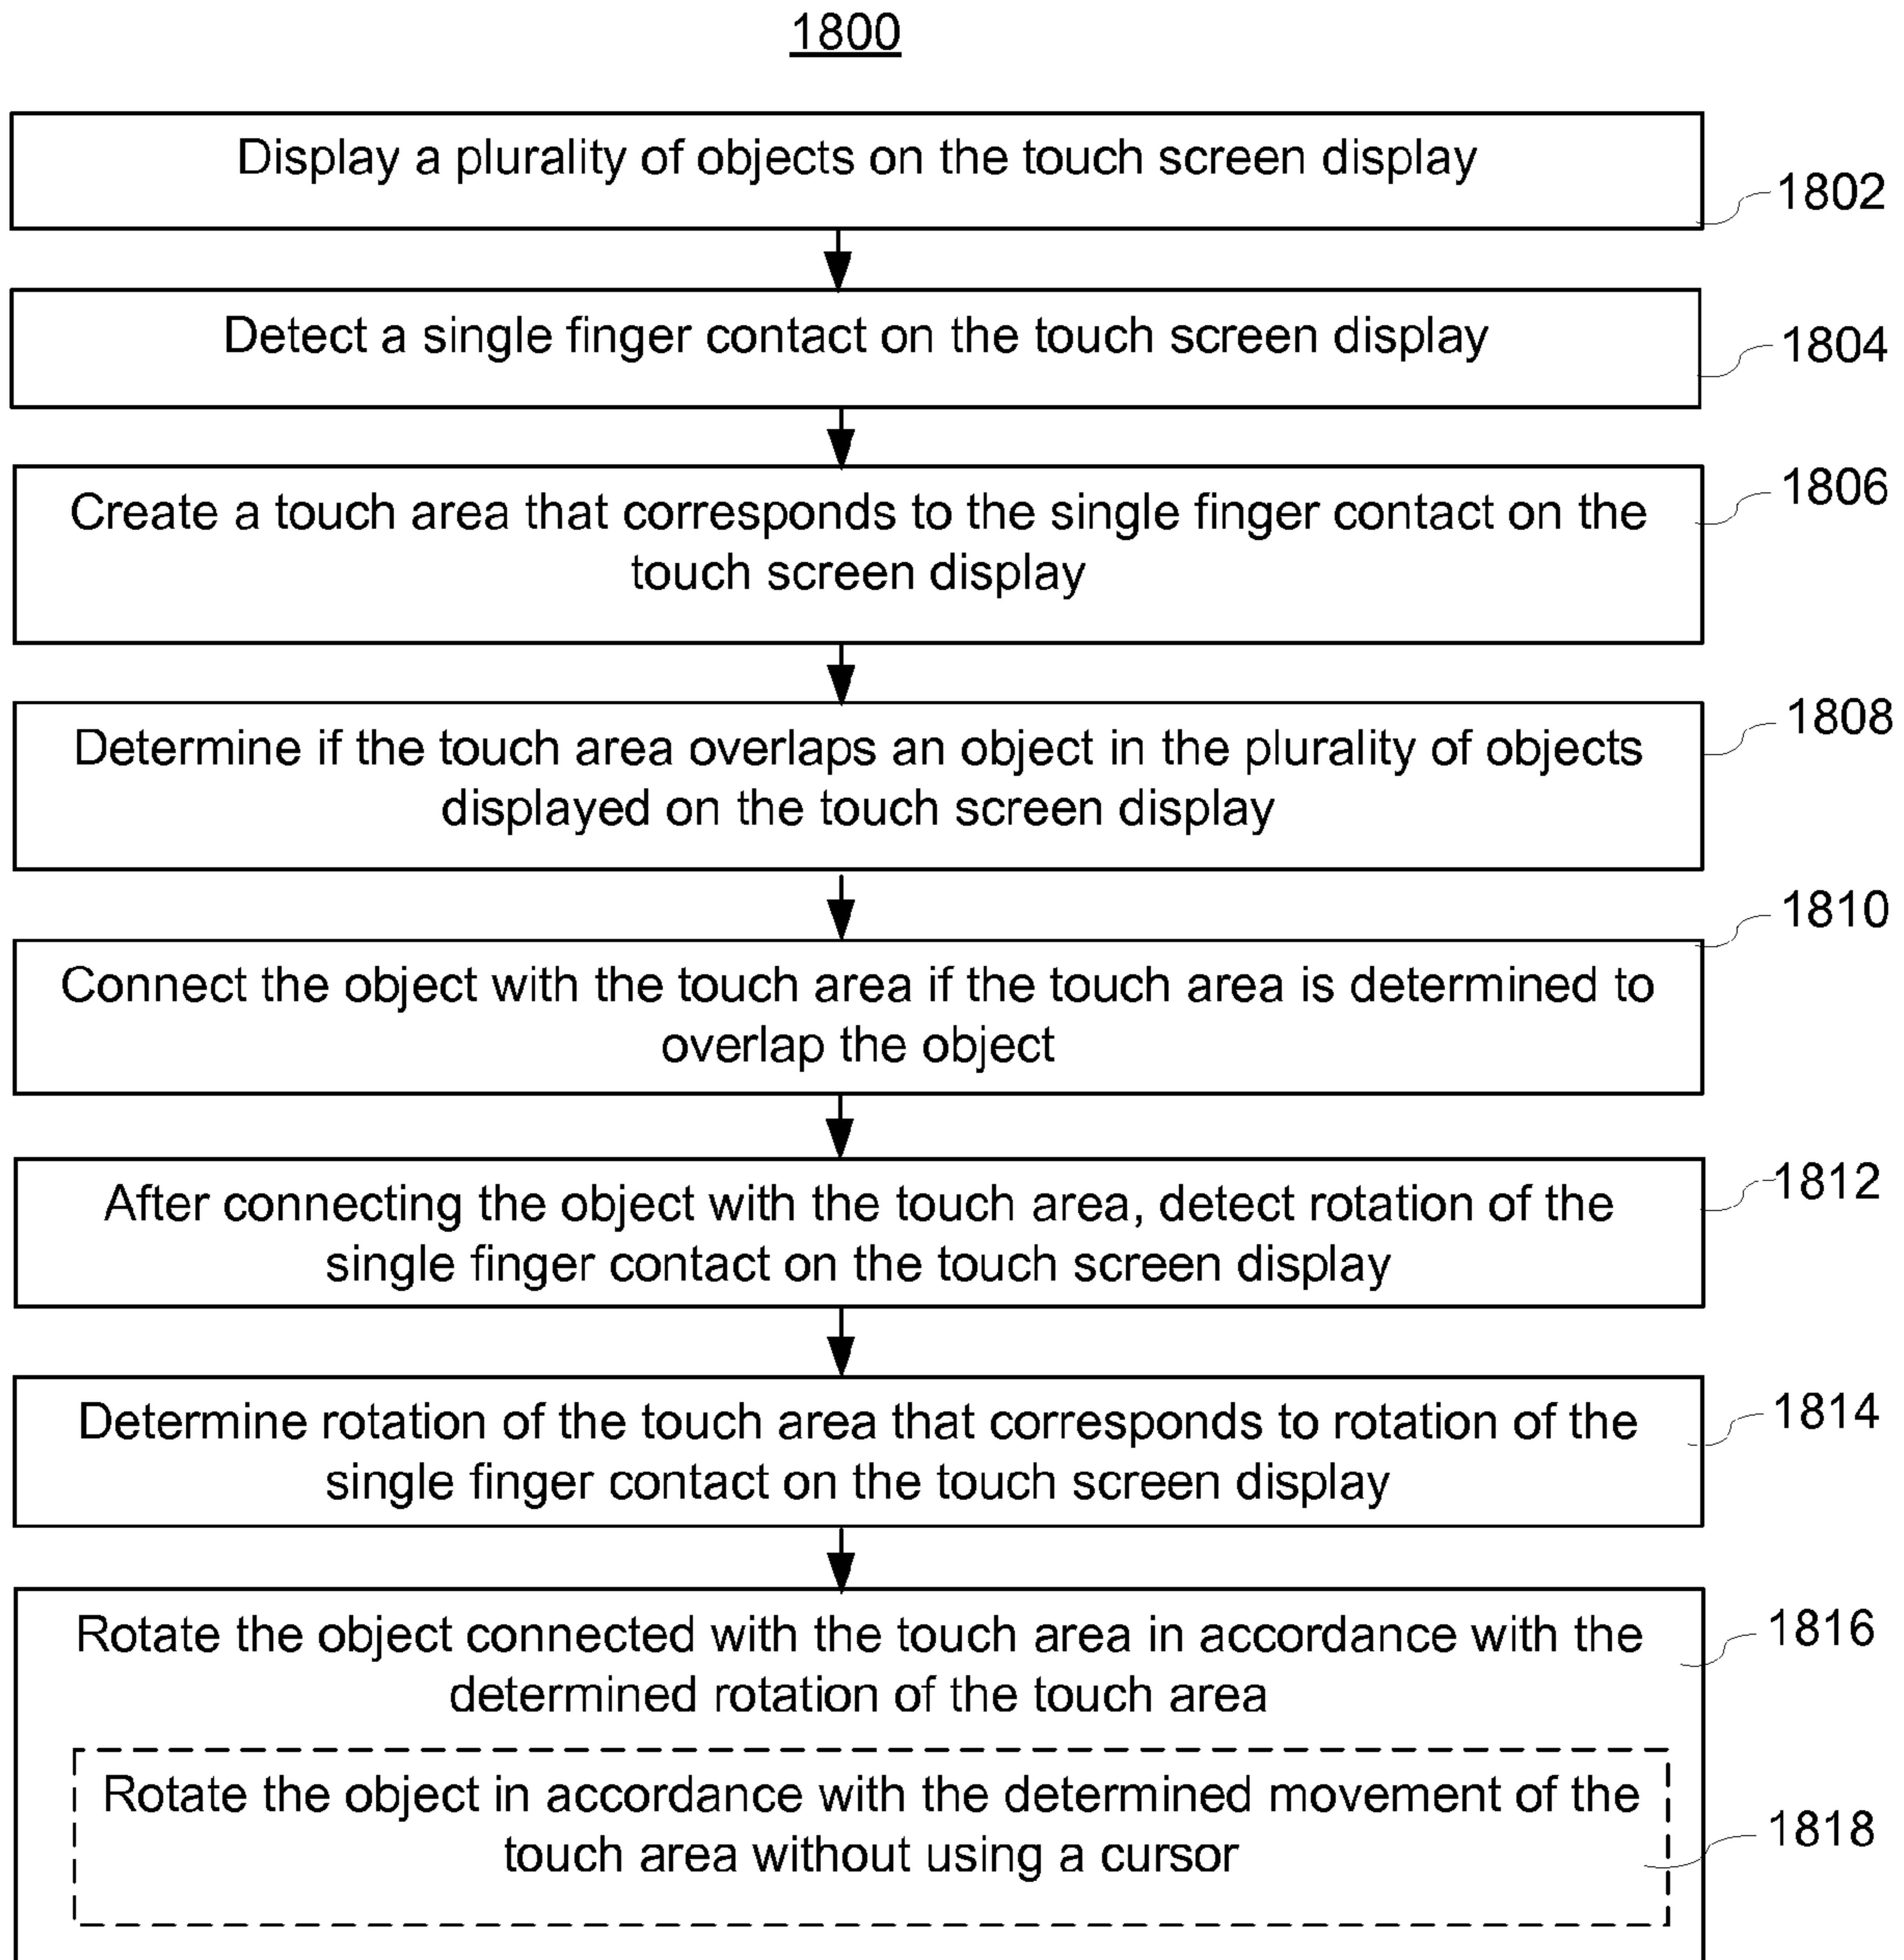 1800
Display a plurality of objects on the touch screen display
1802
Detect a single finger contact on the touch screen display
1804
Create a touch area that corresponds to the single finger contact on the
touch screen display
1806
Determine if the touch area overlaps an object in the plurality of objects
displayed on the touch screen display
1808
Connect the object with the touch area if the touch area is determined to
overlap the object
1810
After connecting the object with the touch area, detect rotation of the
single finger contact on the touch screen display
1812
Determine rotation of the touch area that corresponds to rotation of the
single finger contact on the touch screen display
1814
Rotate the object connected with the touch area in accordance with the
determined rotation of the touch area
1816
Rotate the object in accordance with the determined movement of the
touch area without using a cursor
1818